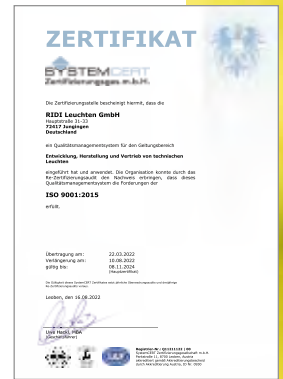 ZERTIFIKAT
SYSTEMCERT
Zertifizierungsges.m.b.H.
Die Zertifizierungsstelle bescheinigt hiermit, dass die
RIDI Leuchten GmbH
Hauptstraße 31-33
72417 Jungingen
Deutschland
ein Qualitätsmanagementsystem für den Geltungsbereich
Entwicklung, Herstellung und Vertrieb von technischen
Leuchten
eingeführt hat und anwendet. Die Organisation konnte durch das
Re-Zertifizierungsaudit den Nachweis erbringen, dass dieses
Qualitätsmanagementsystem die Forderungen der
ISO 9001:2015
erfüllt.
Übertragung am: 22.03.2022
Verlängerung am: 10.08.2022
gültig bis: 08.11.2024
(Hauptzertifikat)
Leoben, den 16.08.2022
Uwe Hackl, MBA
(Geschäftsführer)